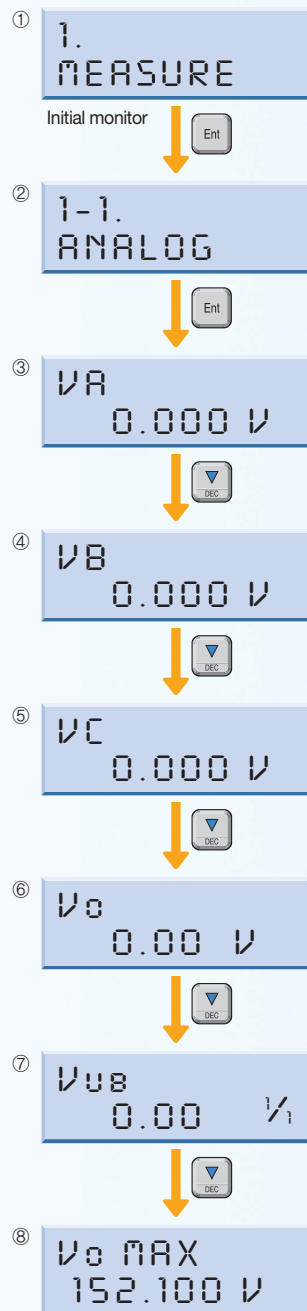 ①
1.
MEASURE
Initial monitor
Ent
②
1-1.
ANALOG
Ent
③
VA
0.000 V
DEC
④
VB
0.000 V
DEC
⑤
VC
0.000 V
DEC
⑥
Vo
0.00 V
DEC
⑦
VUB
0.00 1/1
DEC
⑧
Vo MAX
152.100 V